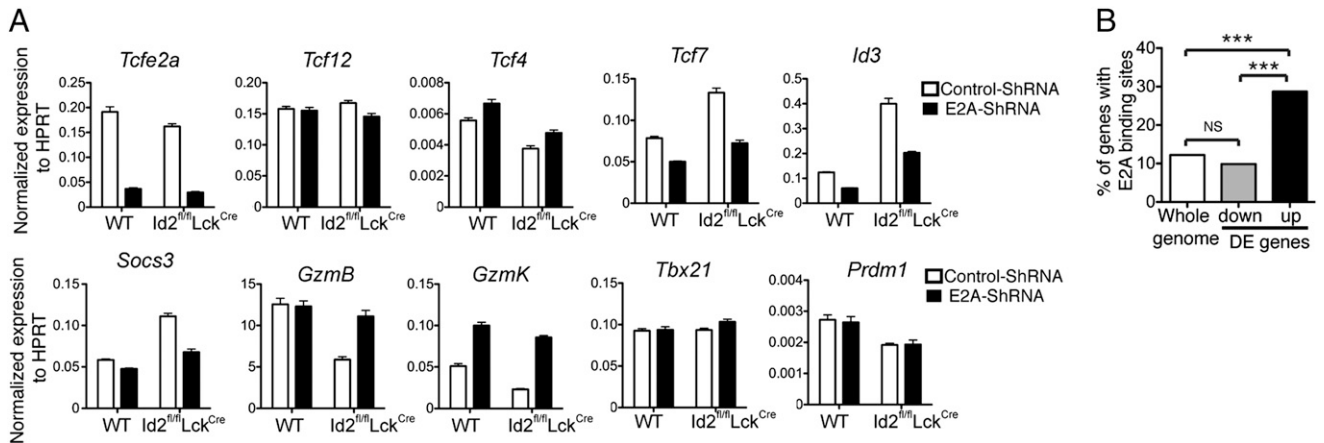 A
B
Tcfe2a
Tcf12
Tcf4
Tcf7
Id3
Normalized expression
to HPRT
0.25
0.20
0.15
0.10
0.05
0
WT Id2fl/flLckCre
0.20
0.15
0.10
0.05
0.00
WT Id2fl/flLckCre
0.008
0.006
0.004
0.002
0
WT Id2fl/flLckCre
0.15
0.10
0.05
0
WT Id2fl/flLckCre
0.5
0.4
0.3
0.2
0.1
0
WT Id2fl/flLckCre
Control-ShRNA
E2A-ShRNA
Socs3
GzmB
GzmK
Tbx21
Prdm1
Normalized expression
to HPRT
0.15
0.10
0.05
0
WT Id2fl/flLckCre
15
10
5
0
WT Id2fl/flLckCre
0.15
0.10
0.05
0
WT Id2fl/flLckCre
0.20
0.15
0.10
0.05
0
WT Id2fl/flLckCre
0.004
0.003
0.002
0.001
0.000
WT Id2fl/flLckCre
Control-ShRNA
E2A-ShRNA
% of genes with
E2A binding sites
40
30
20
10
0
***
***
NS
Whole down up
genome DE genes